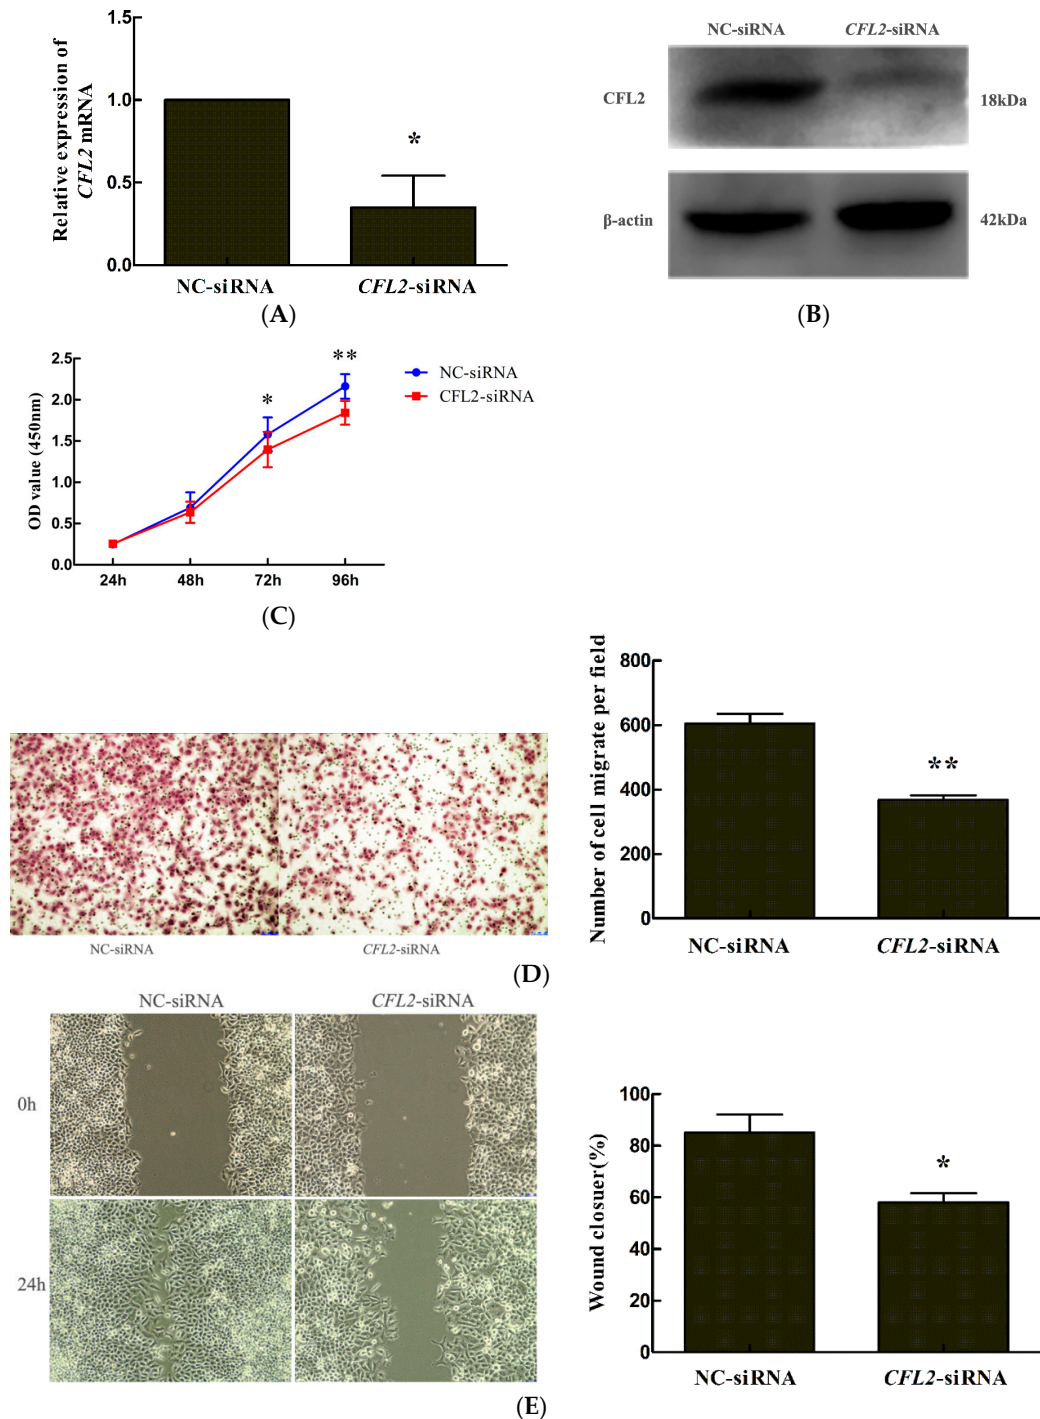 Relative expression of
CFL2 mRNA
1.5
1.0
0.5
0.0
*
NC-siRNA
CFL2-siRNA
(A)
NC-siRNA
CFL2-siRNA
CFL2
18kDa
β-actin
42kDa
(B)
OD value (450nm)
2.5
2.0
1.5
1.0
0.5
0.0
*
**
24h
48h
72h
96h
NC-siRNA
CFL2-siRNA
(C)
NC-siRNA
CFL2-siRNA
Number of cell migrate per field
800
600
400
200
0
**
NC-siRNA
CFL2-siRNA
(D)
NC-siRNA
CFL2-siRNA
0h
24h
Wound closuer(%)
100
80
60
40
20
0
*
NC-siRNA
CFL2-siRNA
(E)